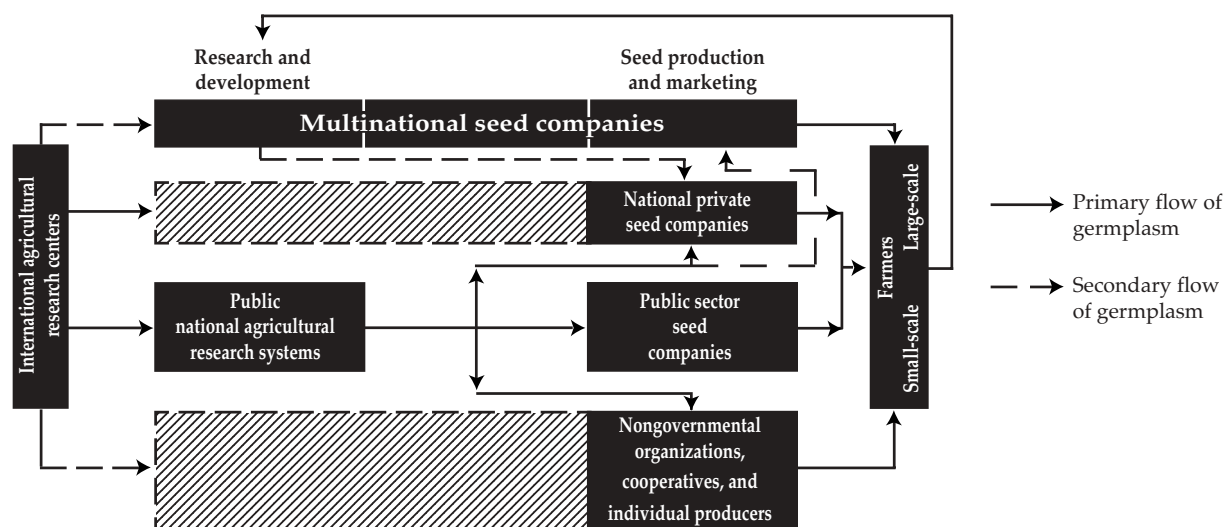 Research and
development
Seed production
and marketing
Multinational seed companies
International agricultural
research centers
National private
seed companies
Public
national agricultural
research systems
Public sector
seed
companies
Nongovernmental
organizations,
cooperatives, and
individual producers
Farmers
Small-scale Large-scale
Primary flow of
germplasm
Secondary flow
of germplasm